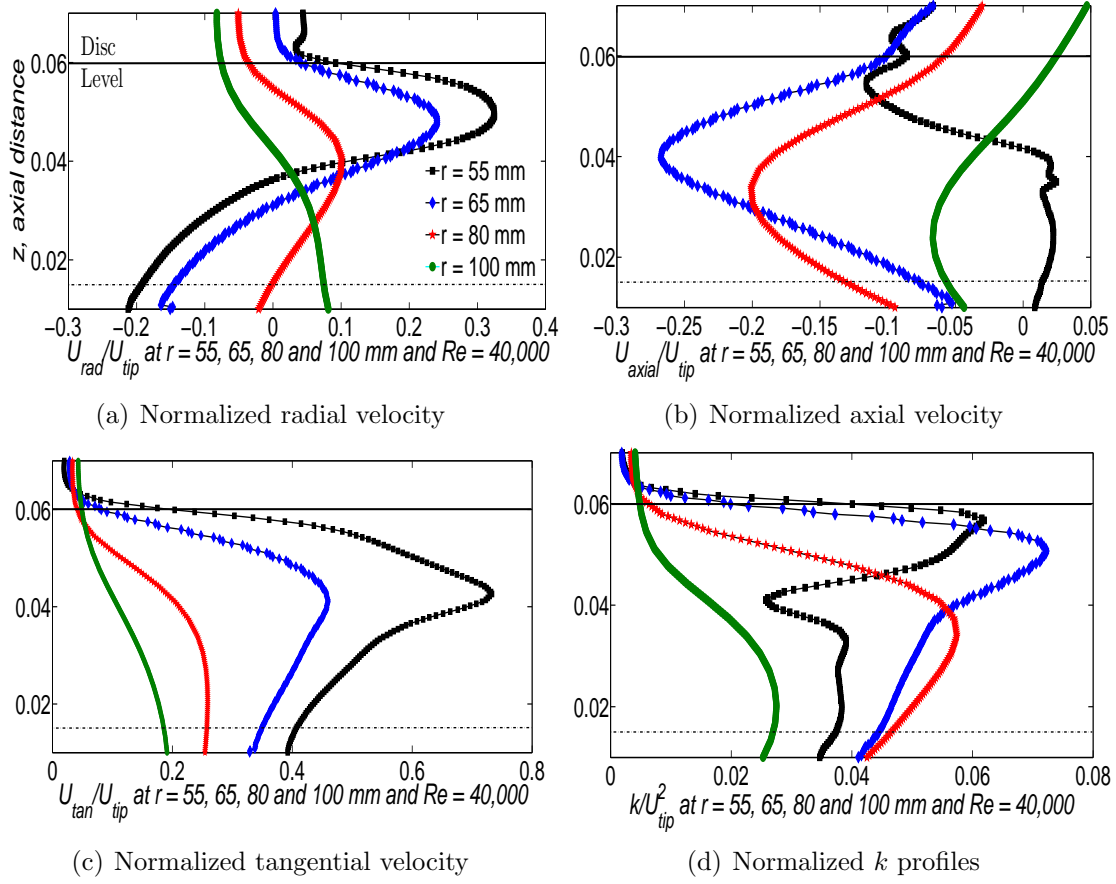 Disc
Level
z, axial distance
0.06
0.04
0.02
r = 55 mm
r = 65 mm
r = 80 mm
r = 100 mm
−0.3 −0.2 −0.1 0 0.1 0.2 0.3 0.4
U_rad/U_tip at r = 55, 65, 80 and 100 mm and Re = 40,000
(a) Normalized radial velocity
0.06
0.04
0.02
−0.3 −0.25 −0.2 −0.15 −0.1 −0.05 0 0.05
U_axial/U_tip at r = 55, 65, 80 and 100 mm and Re = 40,000
(b) Normalized axial velocity
0.06
0.04
0.02
0 0.2 0.4 0.6 0.8
U_tan/U_tip at r = 55, 65, 80 and 100 mm and Re = 40,000
(c) Normalized tangential velocity
0.06
0.04
0.02
0 0.02 0.04 0.06 0.08
k/U²_tip at r = 55, 65, 80 and 100 mm and Re = 40,000
(d) Normalized k profiles